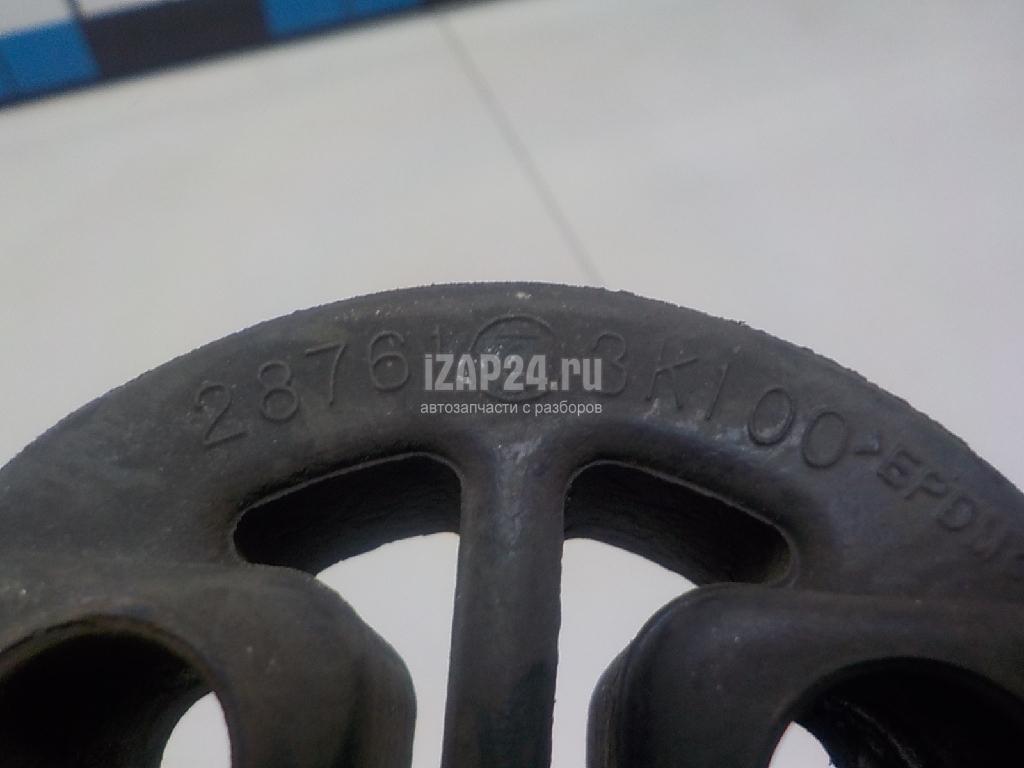 28761 3K100 >EPDM
iZAP24.ru
автозапчасти с разборов